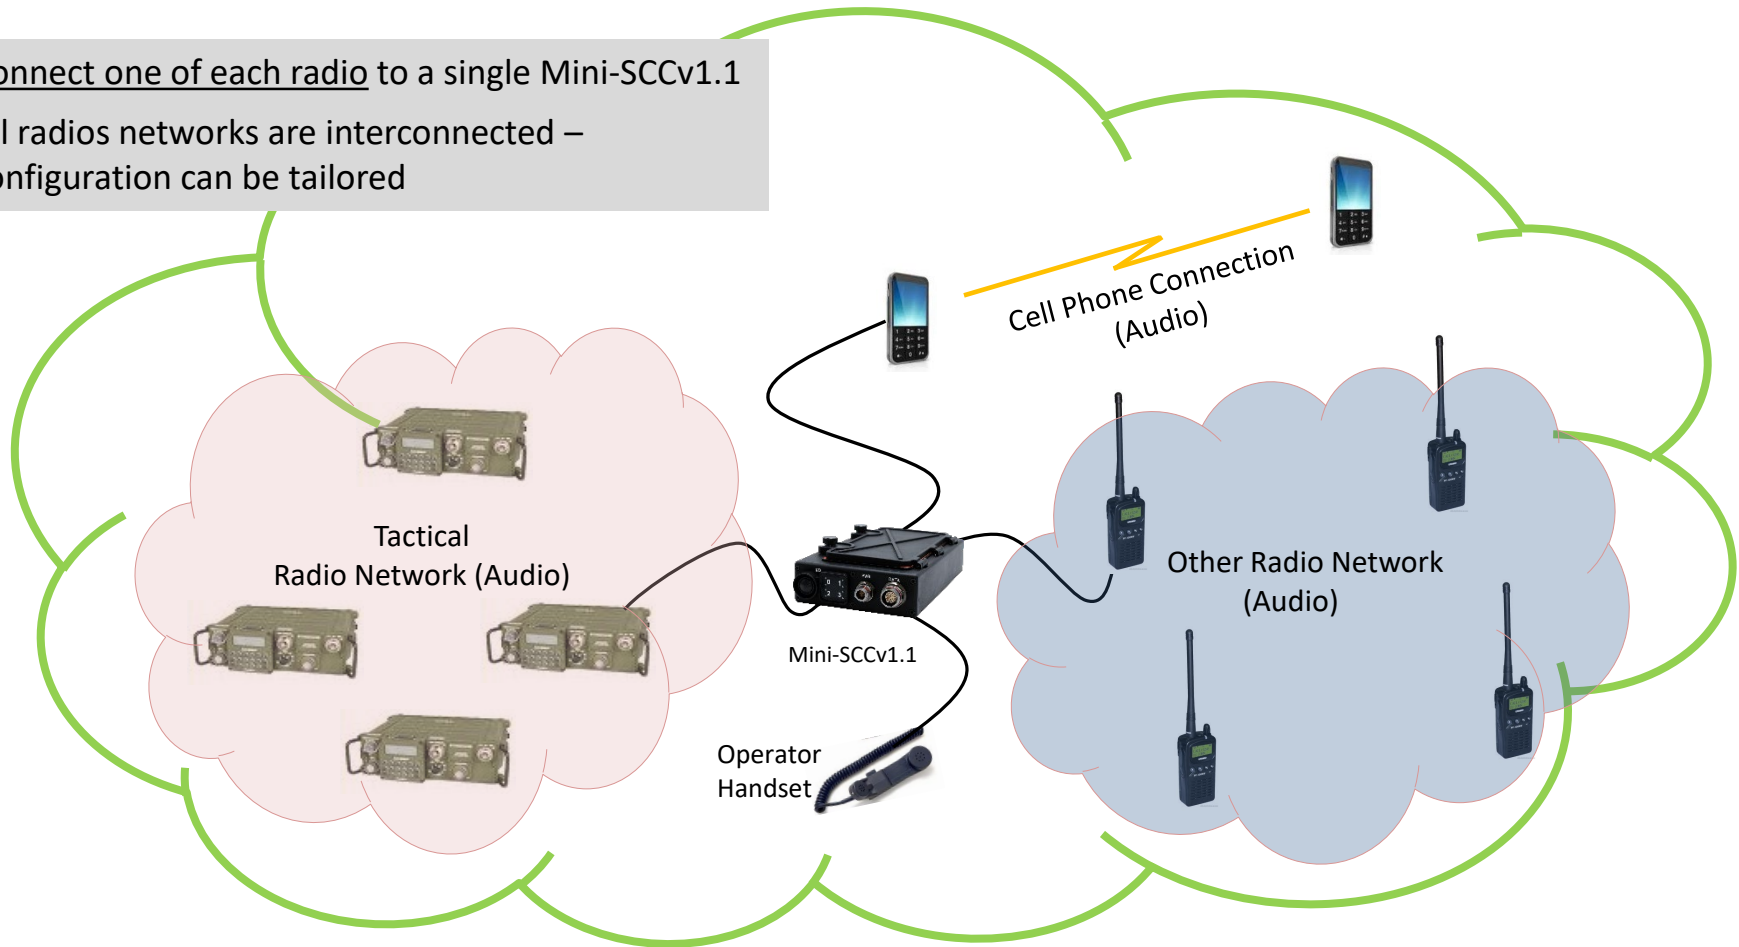 onnect one of each radio to a single Mini-SCCv1.1
l radios networks are interconnected –
onfiguration can be tailored
Cell Phone Connection
(Audio)
Tactical
Radio Network (Audio)
Other Radio Network
(Audio)
Mini-SCCv1.1
Operator
Handset